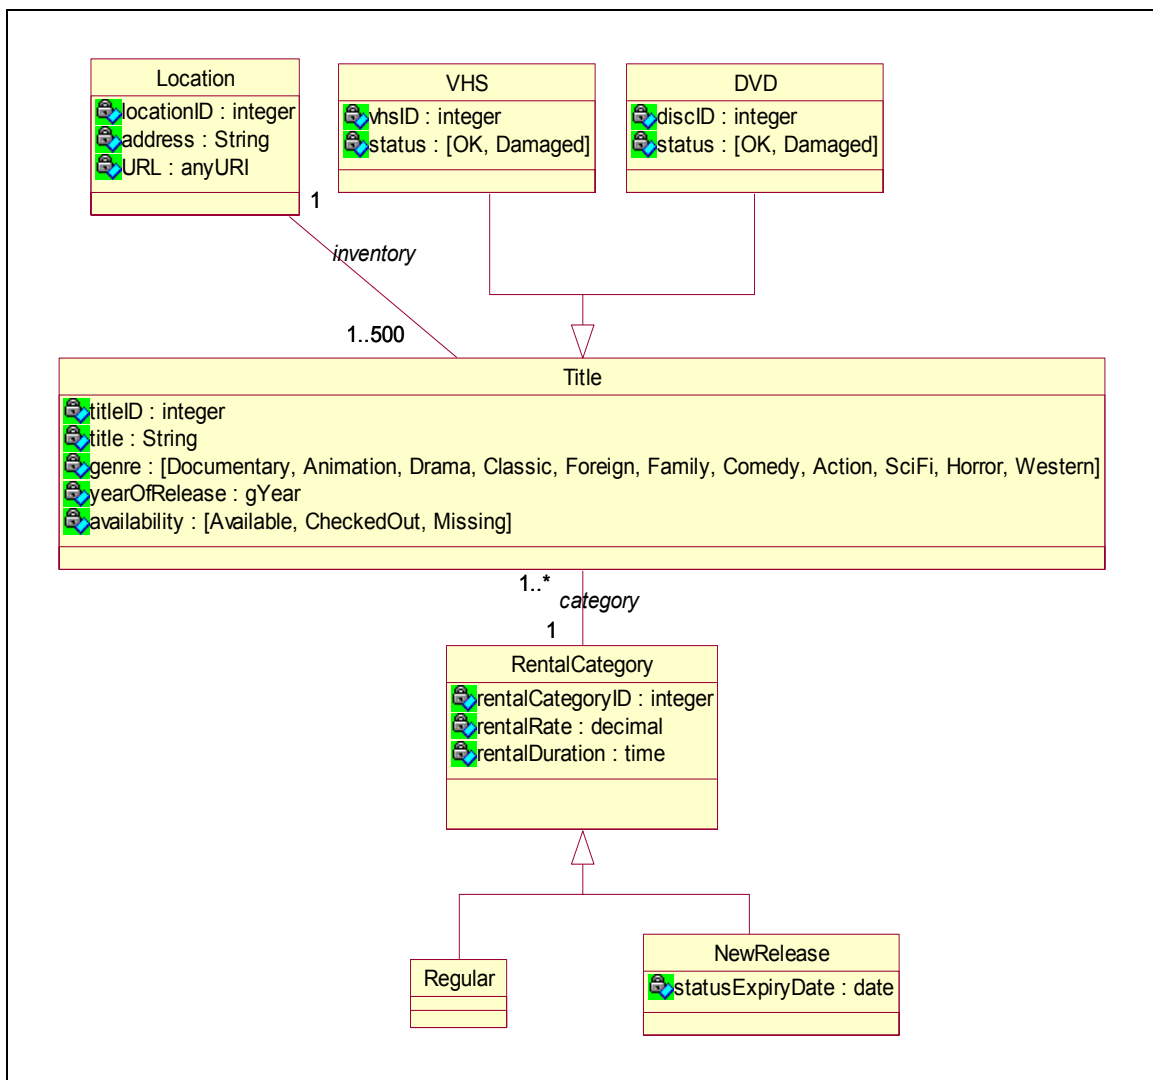 Location
locationID : integer
address : String
URL : anyURI
VHS
vhsID : integer
status : [OK, Damaged]
DVD
discID : integer
status : [OK, Damaged]
1
inventory
1..500
Title
titleID : integer
title : String
genre : [Documentary, Animation, Drama, Classic, Foreign, Family, Comedy, Action, SciFi, Horror, Western]
yearOfRelease : gYear
availability : [Available, CheckedOut, Missing]
1..*
category
1
RentalCategory
rentalCategoryID : integer
rentalRate : decimal
rentalDuration : time
Regular
NewRelease
statusExpiryDate : date